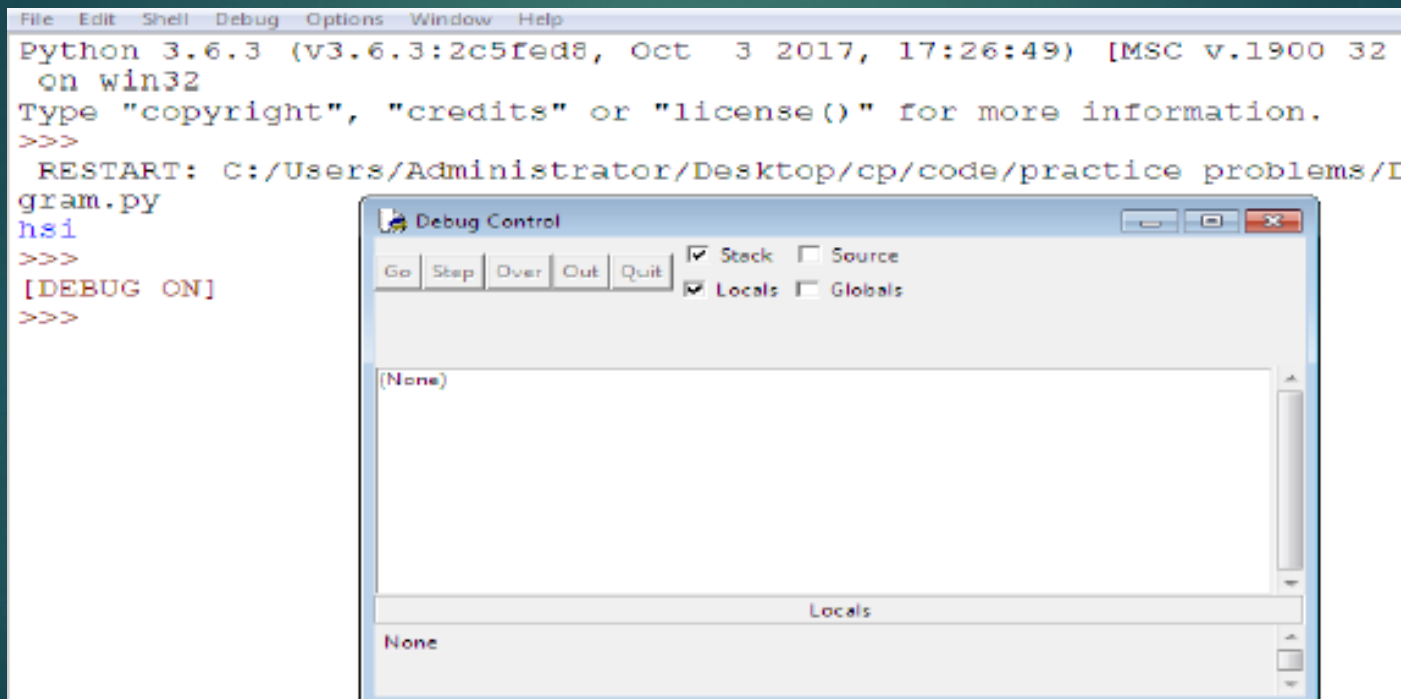 File Edit Shell Debug Options Window Help
Python 3.6.3 (v3.6.3:2c5fed8, Oct  3 2017, 17:26:49) [MSC v.1900 32
on win32
Type "copyright", "credits" or "license()" for more information.
>>>
RESTART: C:/Users/Administrator/Desktop/cp/code/practice problems/
gram.py
hsi
>>>
[DEBUG ON]
>>>
Debug Control
Go Step Over Out Quit
Stack Source
Locals Globals
(None)
Locals
None